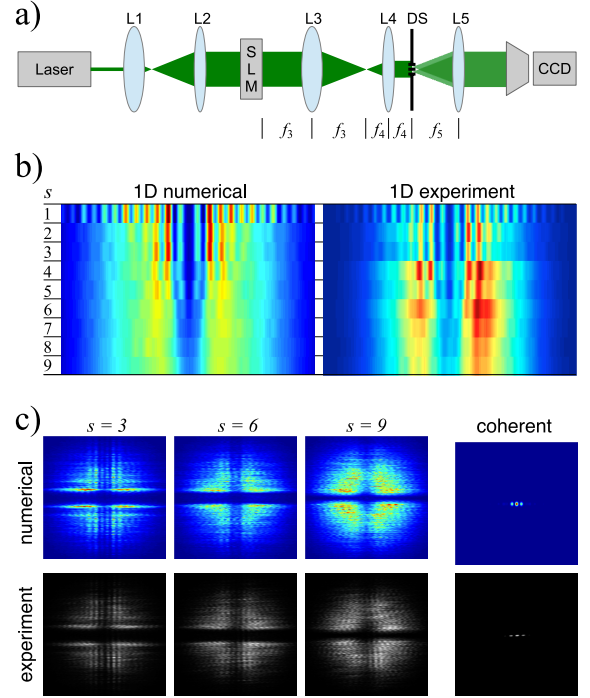 a)
L1 L2 L3 L4 DS L5
Laser
SLM
CCD
f3 f3 f4 f4 f5
b)
s 1D numerical 1D experiment
1
2
3
4
5
6
7
8
9
c)
s = 3 s = 6 s = 9 coherent
numerical
experiment